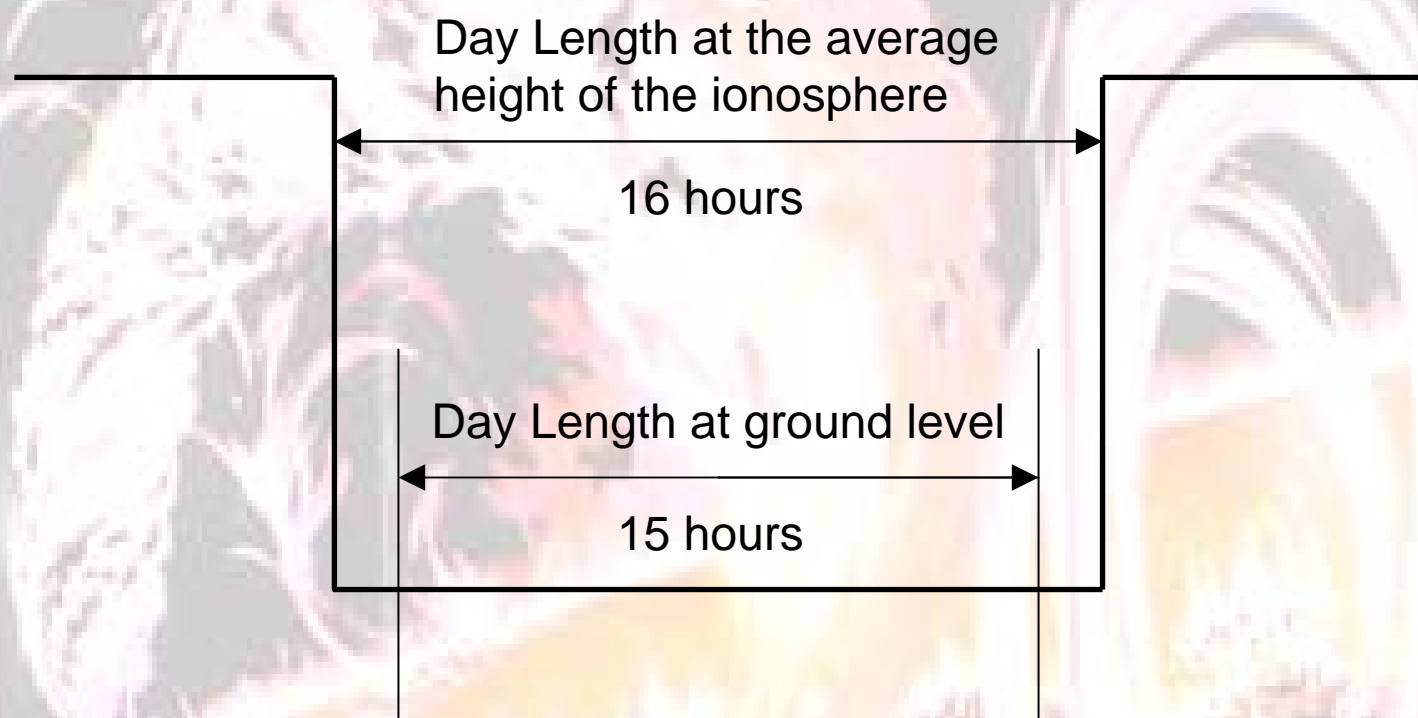 Day Length at the average
height of the ionosphere
16 hours
Day Length at ground level
15 hours